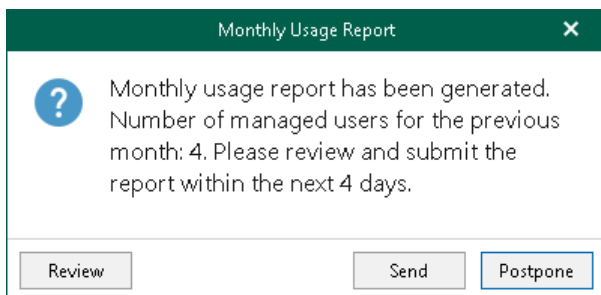 Monthly Usage Report
Monthly usage report has been generated.
Number of managed users for the previous
month: 4. Please review and submit the
report within the next 4 days.
Review
Send
Postpone